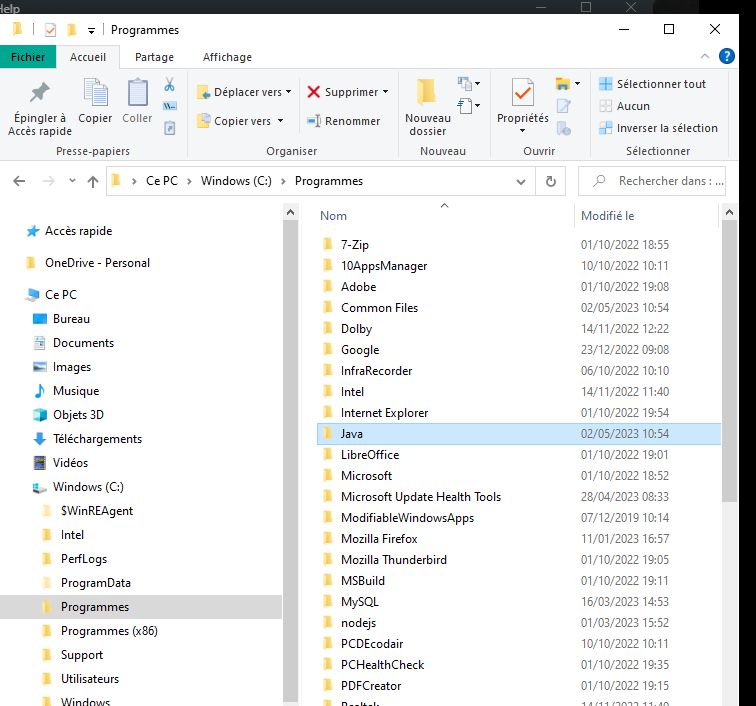 Help
Programmes
Fichier Accueil Partage Affichage
Épingler à Accès rapide
Copier
Coller
Déplacer vers
Copier vers
Supprimer
Renommer
Nouveau dossier
Propriétés
Sélectionner tout
Aucun
Inverser la sélection
Presse-papiers Organiser Nouveau Ouvrir Sélectionner
Ce PC > Windows (C:) > Programmes
Rechercher dans : ...
Accès rapide
OneDrive - Personal
Ce PC
Bureau
Documents
Images
Musique
Objets 3D
Téléchargements
Vidéos
Windows (C:)
$WinREAgent
Intel
PerfLogs
ProgramData
Programmes
Programmes (x86)
Support
Utilisateurs
Windows
Nom Modifié le
7-Zip 01/10/2022 18:55
10AppsManager 10/10/2022 10:11
Adobe 01/10/2022 19:08
Common Files 02/05/2023 10:54
Dolby 14/11/2022 12:22
Google 23/12/2022 09:08
InfraRecorder 06/10/2022 10:10
Intel 14/11/2022 11:40
Internet Explorer 01/10/2022 19:54
Java 02/05/2023 10:54
LibreOffice 01/10/2022 19:01
Microsoft 01/10/2022 18:52
Microsoft Update Health Tools 28/04/2023 08:33
ModifiableWindowsApps 07/12/2019 10:14
Mozilla Firefox 11/01/2023 16:57
Mozilla Thunderbird 01/10/2022 19:05
MSBuild 01/10/2022 19:11
MySQL 16/03/2023 14:53
nodejs 01/03/2023 15:52
PCDEcodair 10/10/2022 10:11
PCHealthCheck 01/10/2022 19:35
PDFCreator 01/10/2022 19:15
Realtek 14/11/2022 11:40